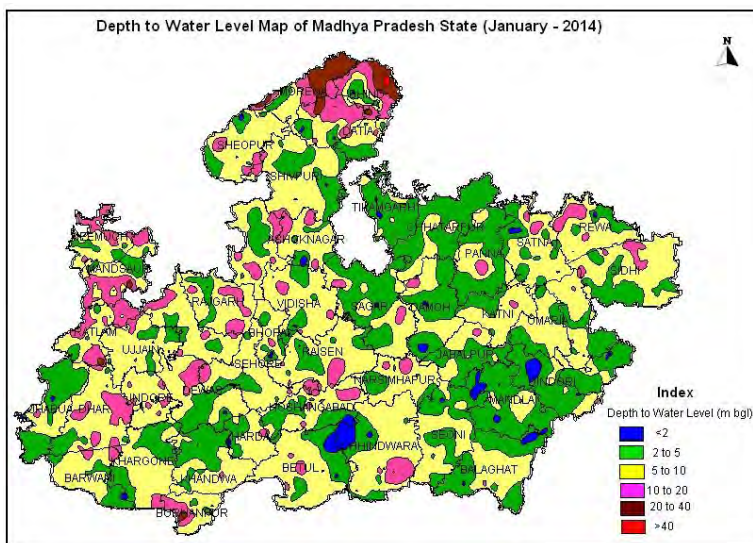 Depth to Water Level Map of Madhya Pradesh State (January - 2014)
N
BHIND
DATIA
SHEOPUR
SHIVPURI
TIKAMGARH
CHHATARPUR
ASHOKNAGAR
PANNA
SATNA
REWA
SIDHI
MANDSAUR
RAJGARH
VIDISHA
SAGAR
DAMOH
KATNI
UMARIA
RATLAM
UJJAIN
BHOPAL
SEHORE
RAISEN
JABALPUR
NARSIMHAPUR
DINDORI
MANDLA
JHABUA
DHAR
INDORE
DEWAS
HOSHANGABAD
HARDA
CHHINDWARA
SEONI
BALAGHAT
BARWANI
KHARGONE
KHANDWA
BETUL
BURHANPUR
Index
Depth to Water Level (m bgl)
<2
2 to 5
5 to 10
10 to 20
20 to 40
>40